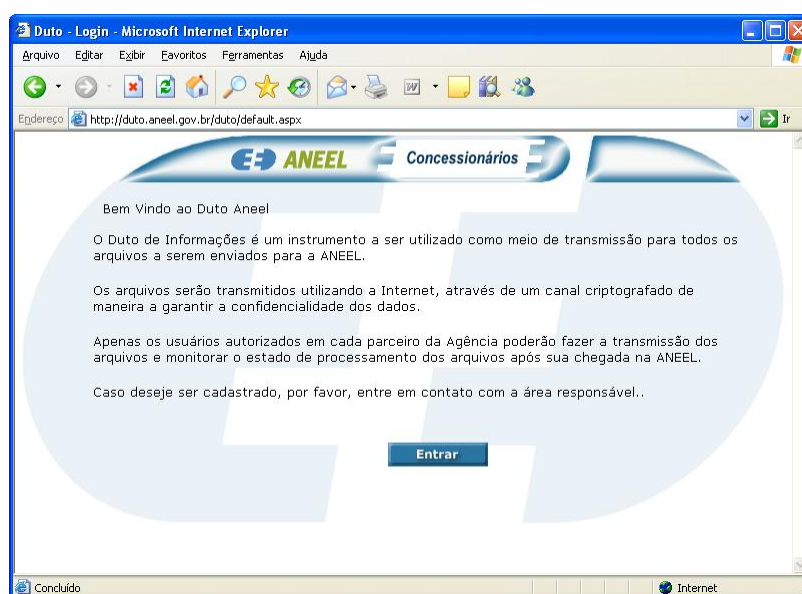 Duto - Login - Microsoft Internet Explorer
Arquivo Editar Exibir Favoritos Ferramentas Ajuda
Endereço http://duto.aneel.gov.br/duto/default.aspx Ir
ANEEL Concessionários
Bem Vindo ao Duto Aneel
O Duto de Informações é um instrumento a ser utilizado como meio de transmissão para todos os
arquivos a serem enviados para a ANEEL.
Os arquivos serão transmitidos utilizando a Internet, através de um canal criptografado de
maneira a garantir a confidencialidade dos dados.
Apenas os usuários autorizados em cada parceiro da Agência poderão fazer a transmissão dos
arquivos e monitorar o estado de processamento dos arquivos após sua chegada na ANEEL.
Caso deseje ser cadastrado, por favor, entre em contato com a área responsável..
Entrar
Concluído Internet